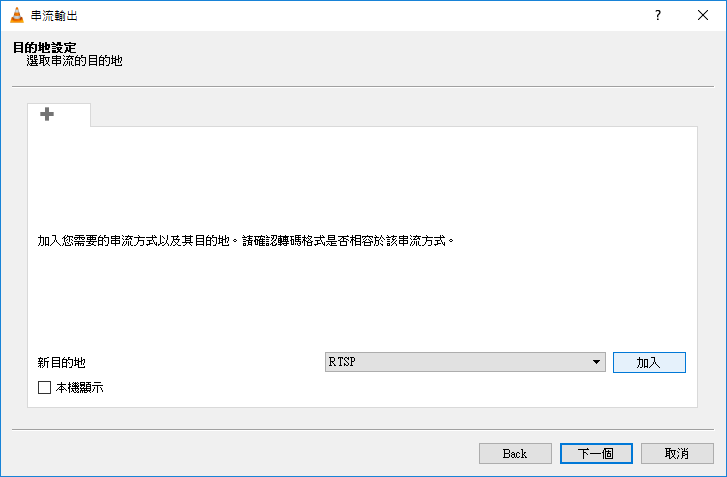 串流輸出
目的地設定
選取串流的目的地
加入您需要的串流方式以及其目的地。請確認轉碼格式是否相容於該串流方式。
新目的地
RTSP
加入
本機顯示
Back
下一個
取消